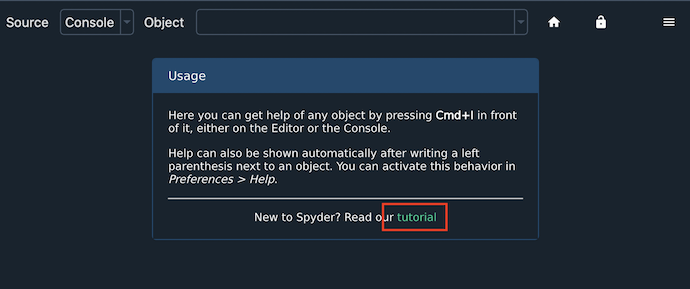 Source Console Object
Usage
Here you can get help of any object by pressing Cmd+I in front
of it, either on the Editor or the Console.
Help can also be shown automatically after writing a left
parenthesis next to an object. You can activate this behavior in
Preferences > Help.
New to Spyder? Read our tutorial